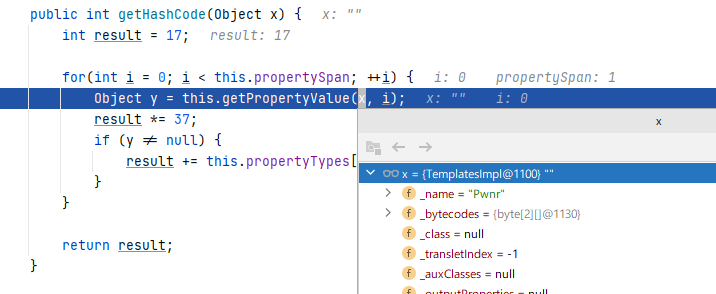 public int getHashCode(Object x) {   x: ""
int result = 17;   result: 17
for(int i = 0; i < this.propertySpan; ++i) {   i: 0   propertySpan: 1
Object y = this.getPropertyValue(x, i);   x: ""   i: 0
result *= 37;
if (y ≠ null) {
result += this.propertyTypes[
}
}
return result;
}
x
x = {TemplatesImpl@1100} ""
f _name = "Pwnr"
f _bytecodes = {byte[2][]@1130}
f _class = null
f _transletIndex = -1
f _auxClasses = null
f _outputProperties = null